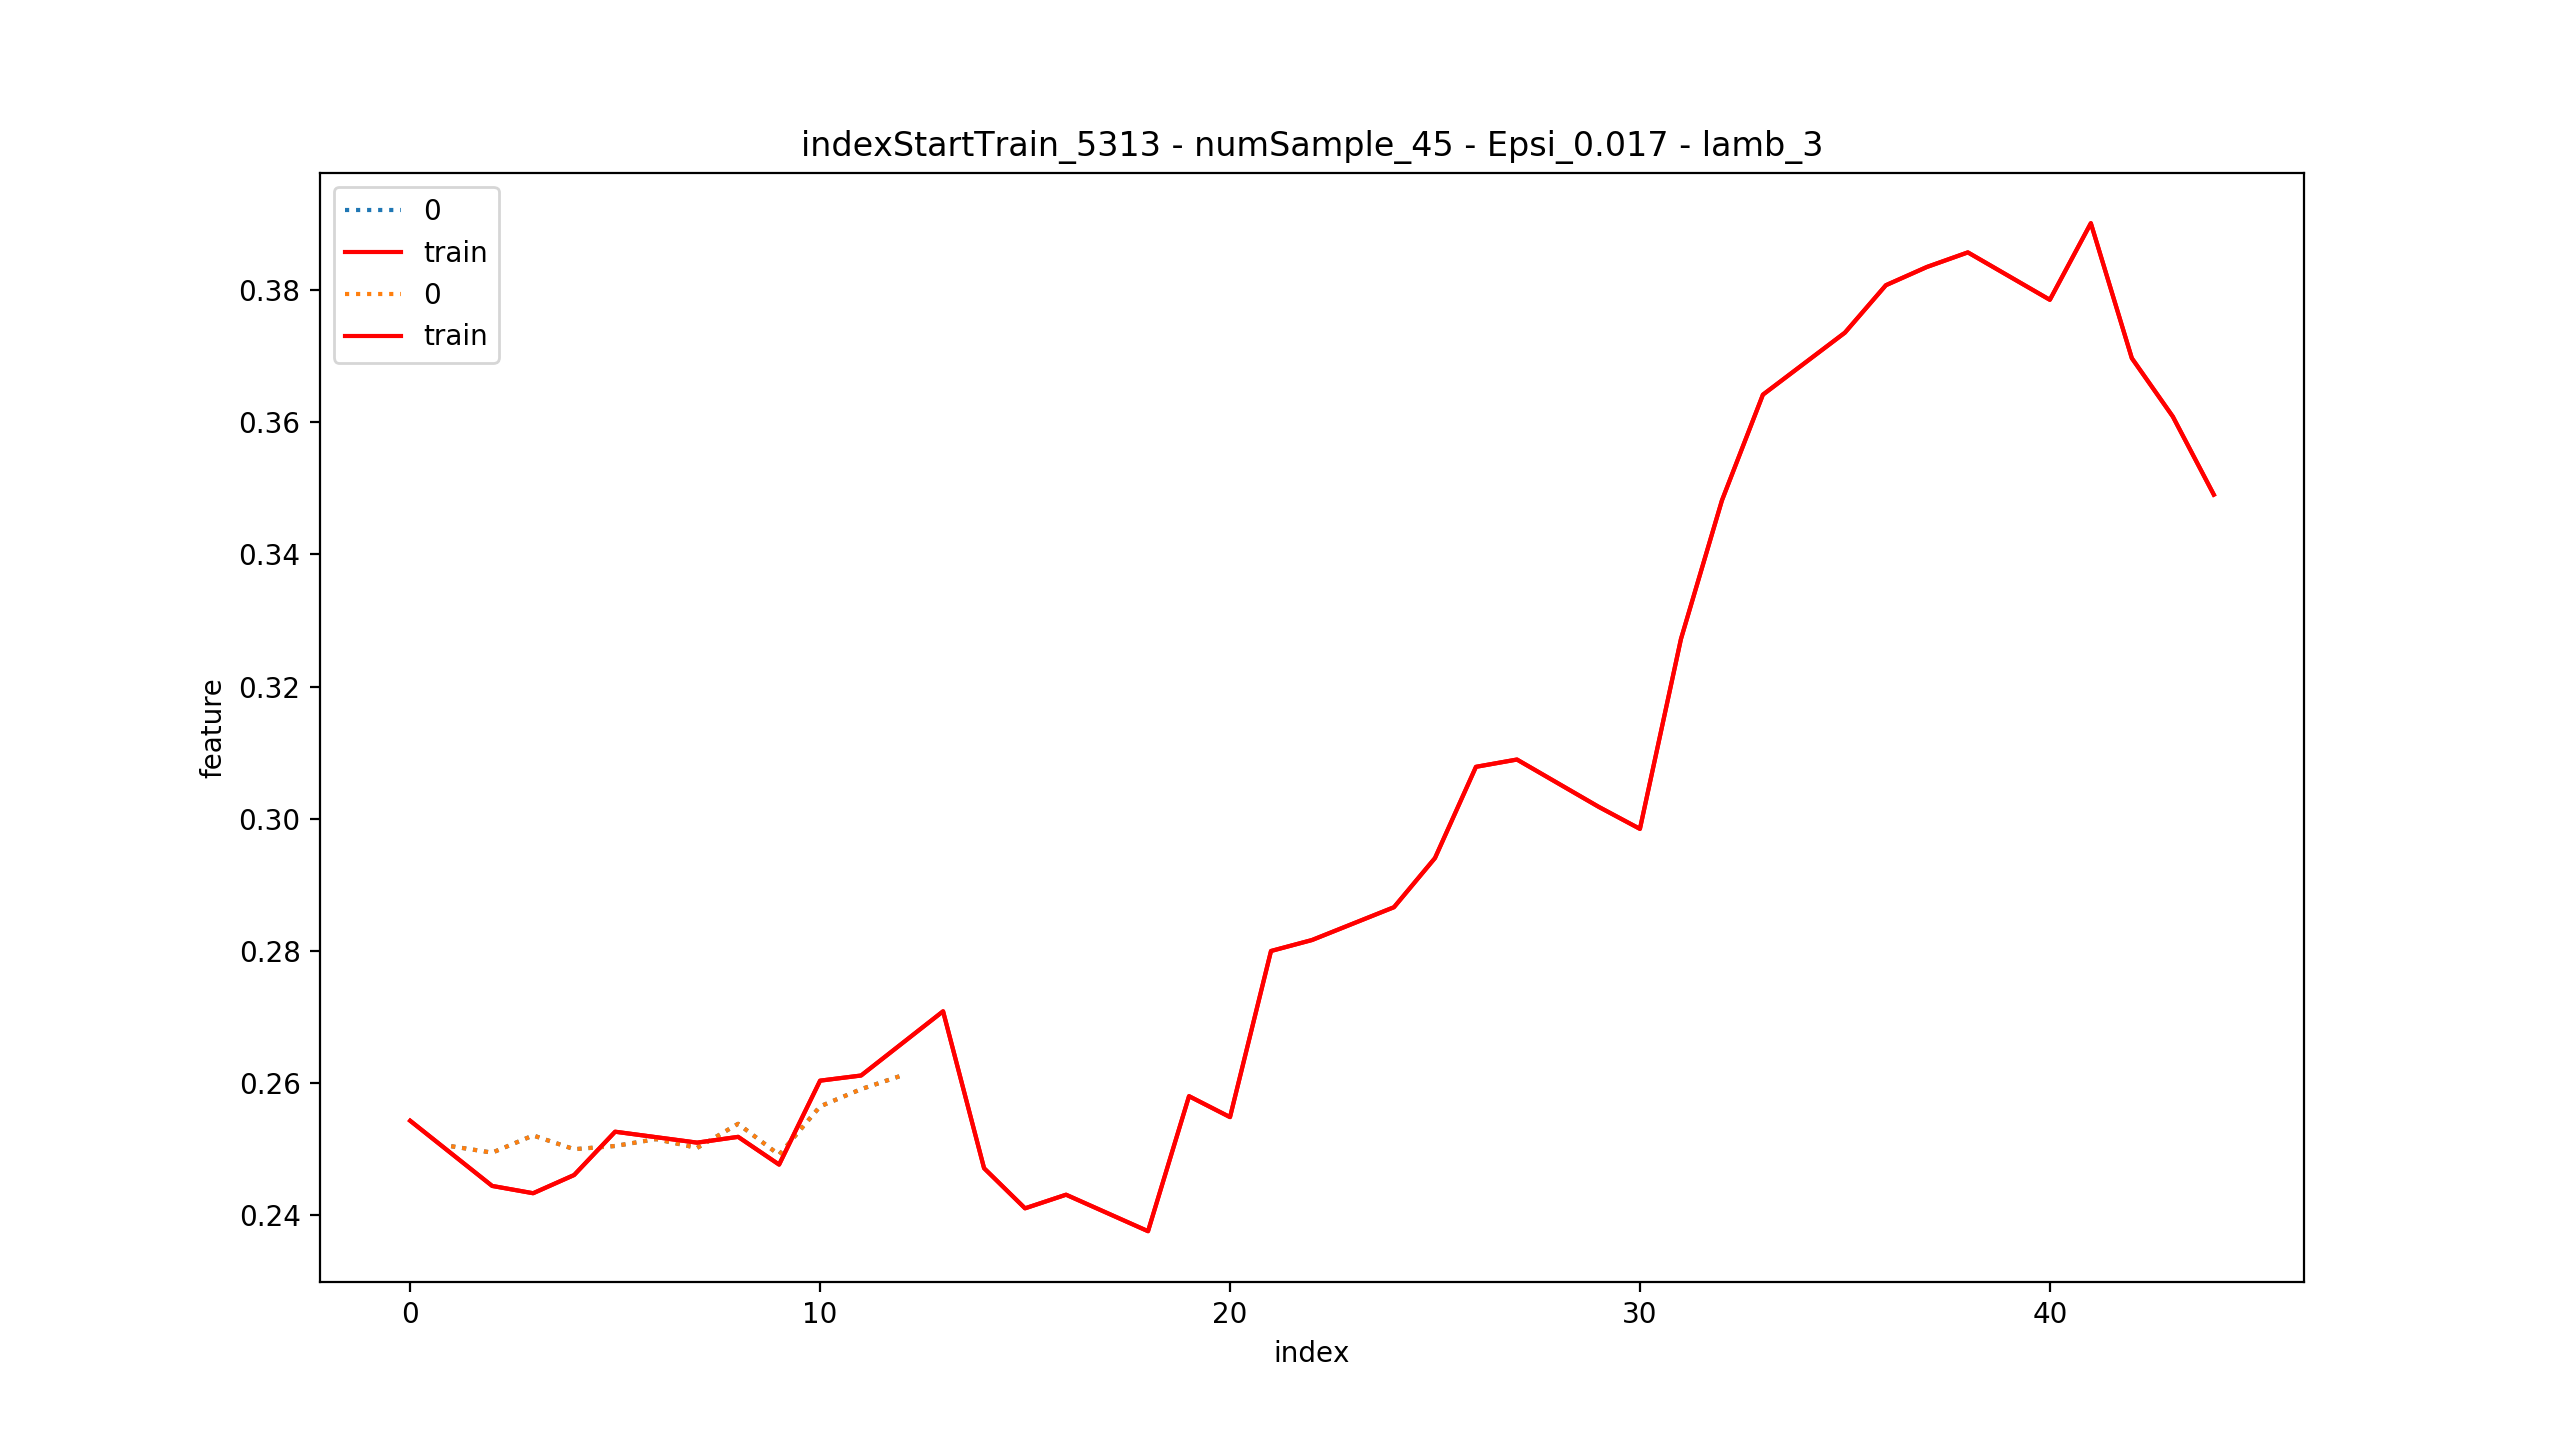 indexStartTrain_5313 - numSample_45 - Epsi_0.017 - lamb_3
0
train
0
train
0.38
0.36
0.34
0.32
0.30
0.28
0.26
0.24
feature
0 10 20 30 40
index